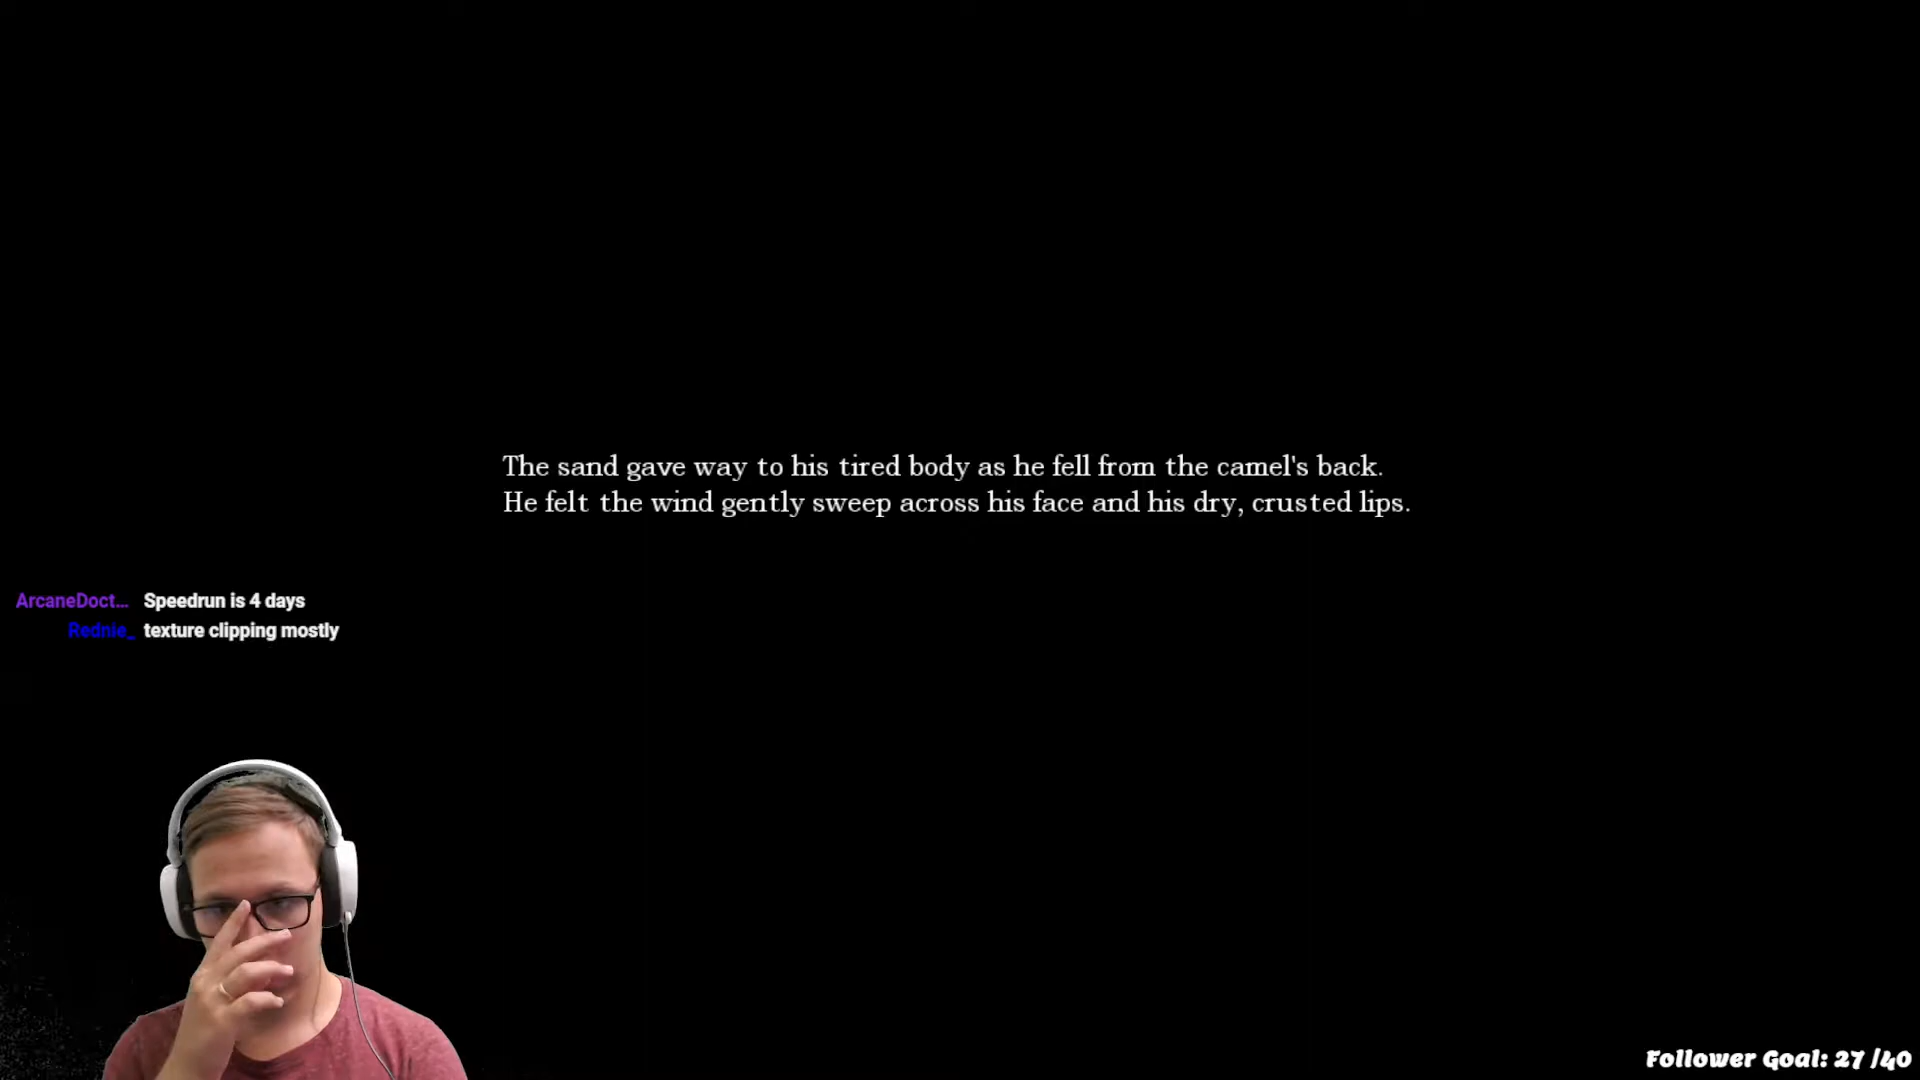 The sand gave way to his tired body as he fell from the camel's back.
He felt the wind gently sweep across his face and his dry, crusted lips.
ArcaneDoct... Speedrun is 4 days
Rednie_ texture clipping mostly
Follower Goal: 27 /40